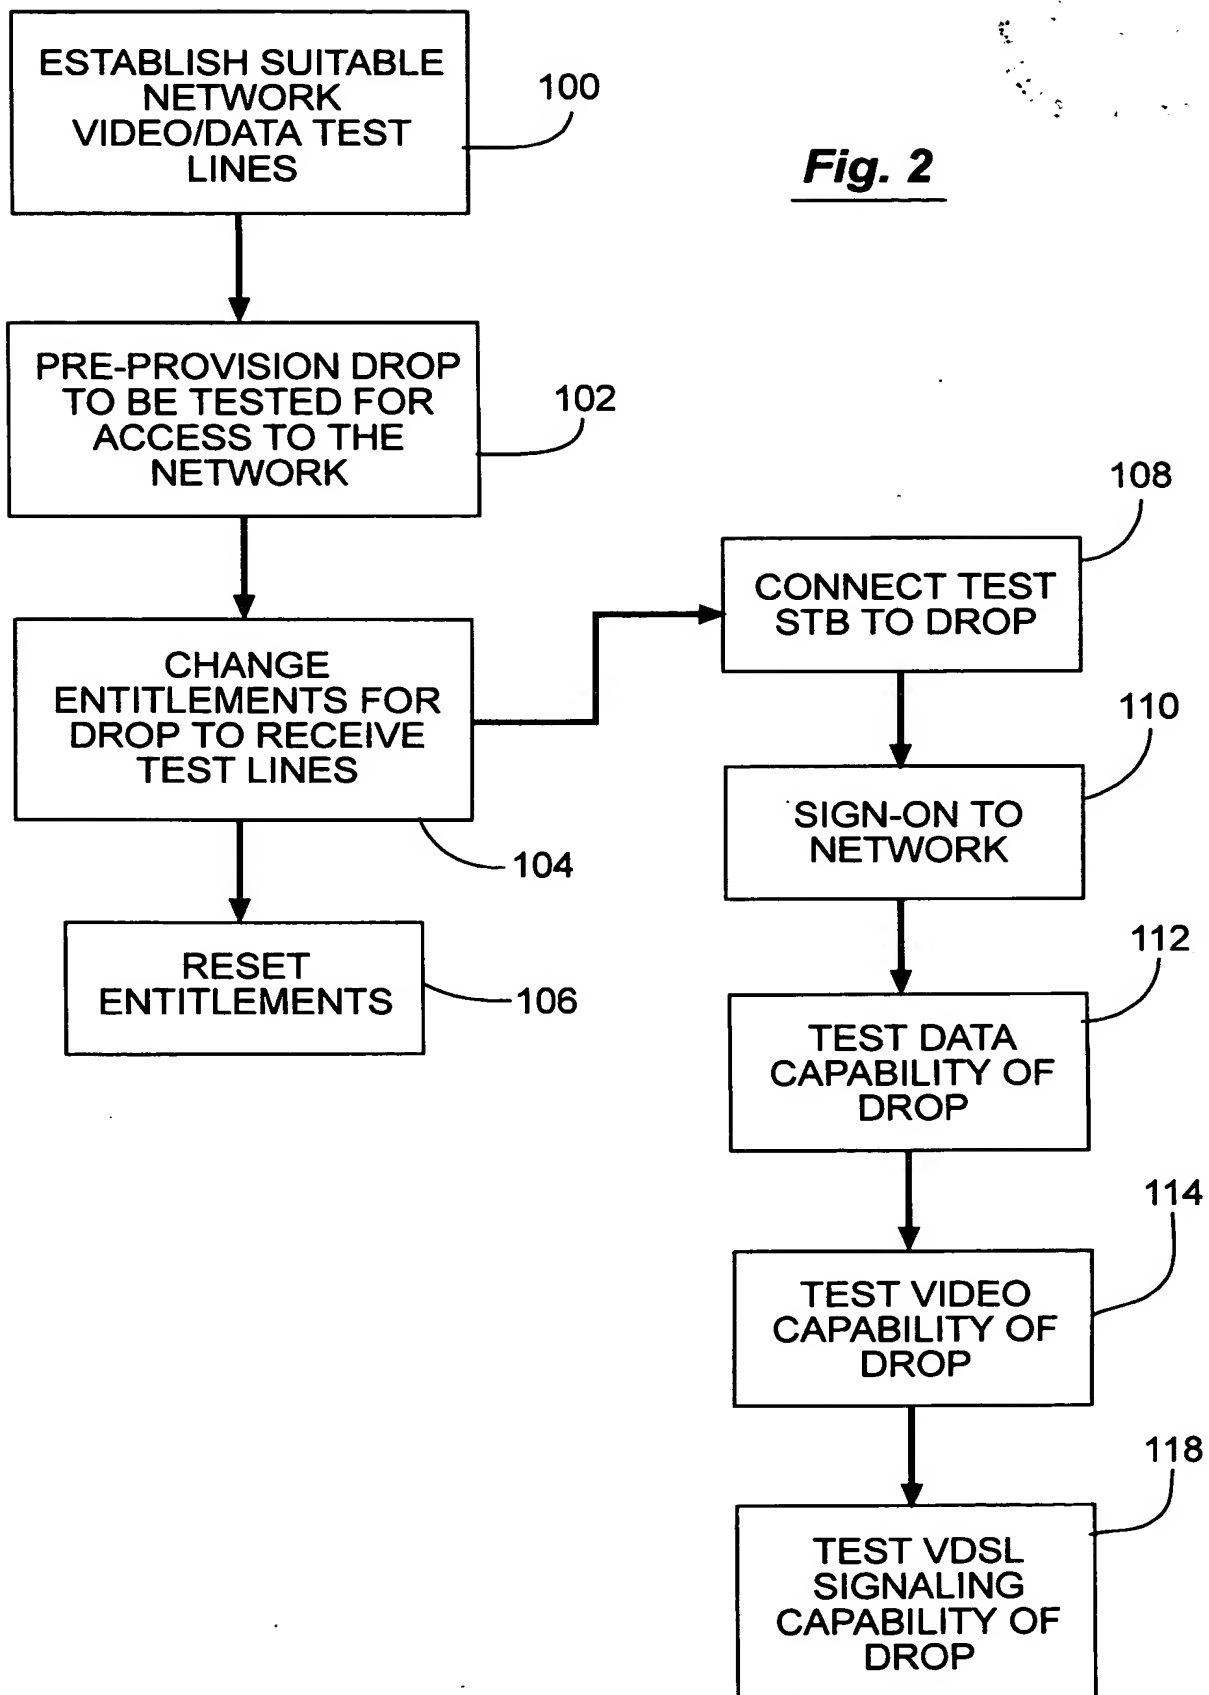 ESTABLISH SUITABLE
NETWORK
VIDEO/DATA TEST
LINES
100
Fig. 2
PRE-PROVISION DROP
TO BE TESTED FOR
ACCESS TO THE
NETWORK
102
CHANGE
ENTITLEMENTS FOR
DROP TO RECEIVE
TEST LINES
104
RESET
ENTITLEMENTS
106
108
CONNECT TEST
STB TO DROP
110
SIGN-ON TO
NETWORK
112
TEST DATA
CAPABILITY OF
DROP
114
TEST VIDEO
CAPABILITY OF
DROP
118
TEST VDSL
SIGNALING
CAPABILITY OF
DROP